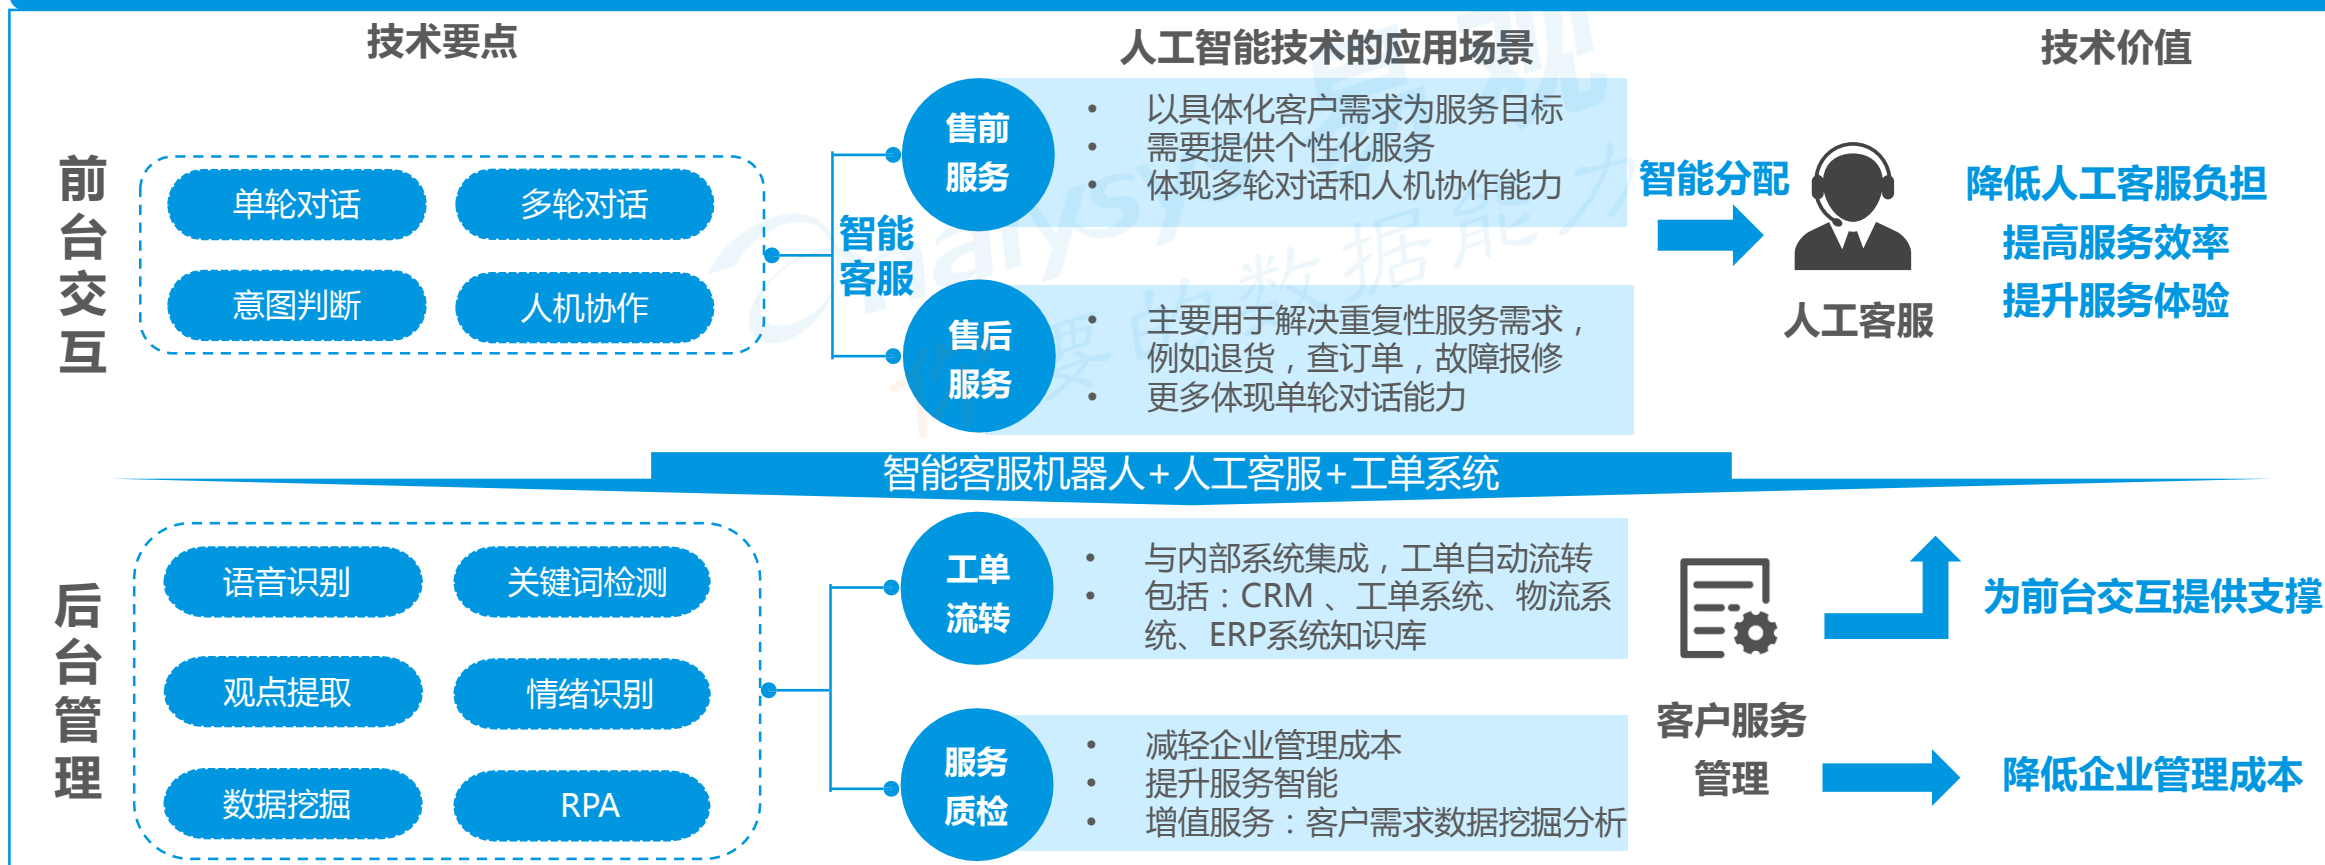 技术要点
人工智能技术的应用场景
技术价值
前台交互
单轮对话
多轮对话
意图判断
人机协作
智能
客服
售前
服务
• 以具体化客户需求为服务目标
• 需要提供个性化服务
• 体现多轮对话和人机协作能力
售后
服务
• 主要用于解决重复性服务需求，
例如退货，查订单，故障报修
• 更多体现单轮对话能力
智能分配
人工客服
降低人工客服负担
提高服务效率
提升服务体验
智能客服机器人+人工客服+工单系统
后台管理
语音识别
关键词检测
观点提取
情绪识别
数据挖掘
RPA
工单
流转
• 与内部系统集成，工单自动流转
• 包括：CRM 、工单系统、物流系
统、ERP系统知识库
服务
质检
• 减轻企业管理成本
• 提升服务智能
• 增值服务：客户需求数据挖掘分析
客户服务
管理
为前台交互提供支撑
降低企业管理成本
易观
analysys
要的数据能力